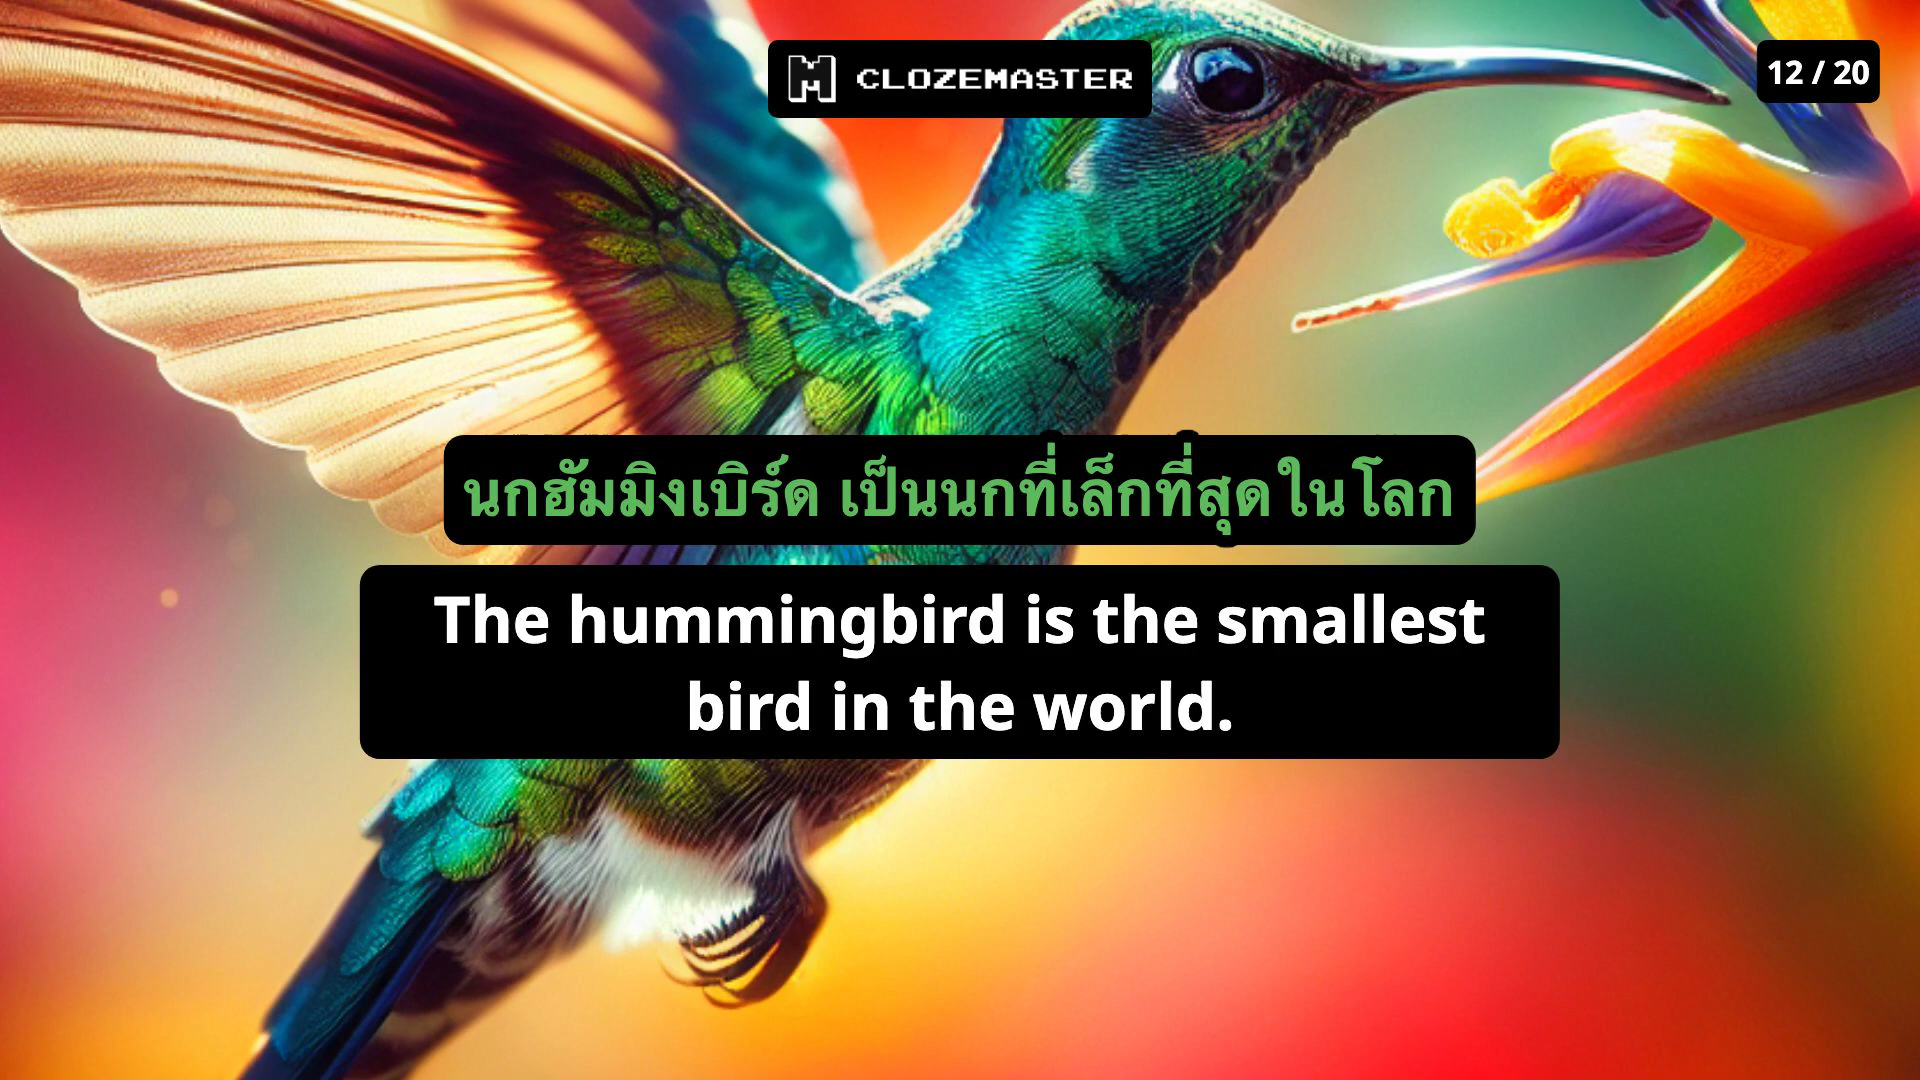 CLOZEMASTER
12 / 20
นกฮัมมิงเบิร์ด เป็นนกที่เล็กที่สุดในโลก
The hummingbird is the smallest
bird in the world.